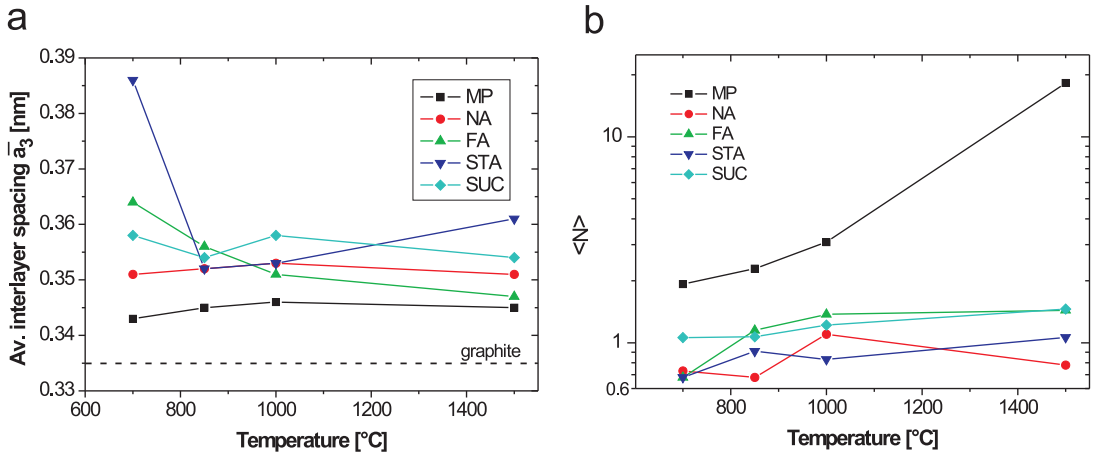 a
Av. interlayer spacing a̅₃ [nm]
0.39
0.38
0.37
0.36
0.35
0.34
0.33
MP
NA
FA
STA
SUC
graphite
600
800
1000
1200
1400
Temperature [°C]
b
<N>
10
1
0.6
MP
NA
FA
STA
SUC
800
1000
1200
1400
Temperature [°C]